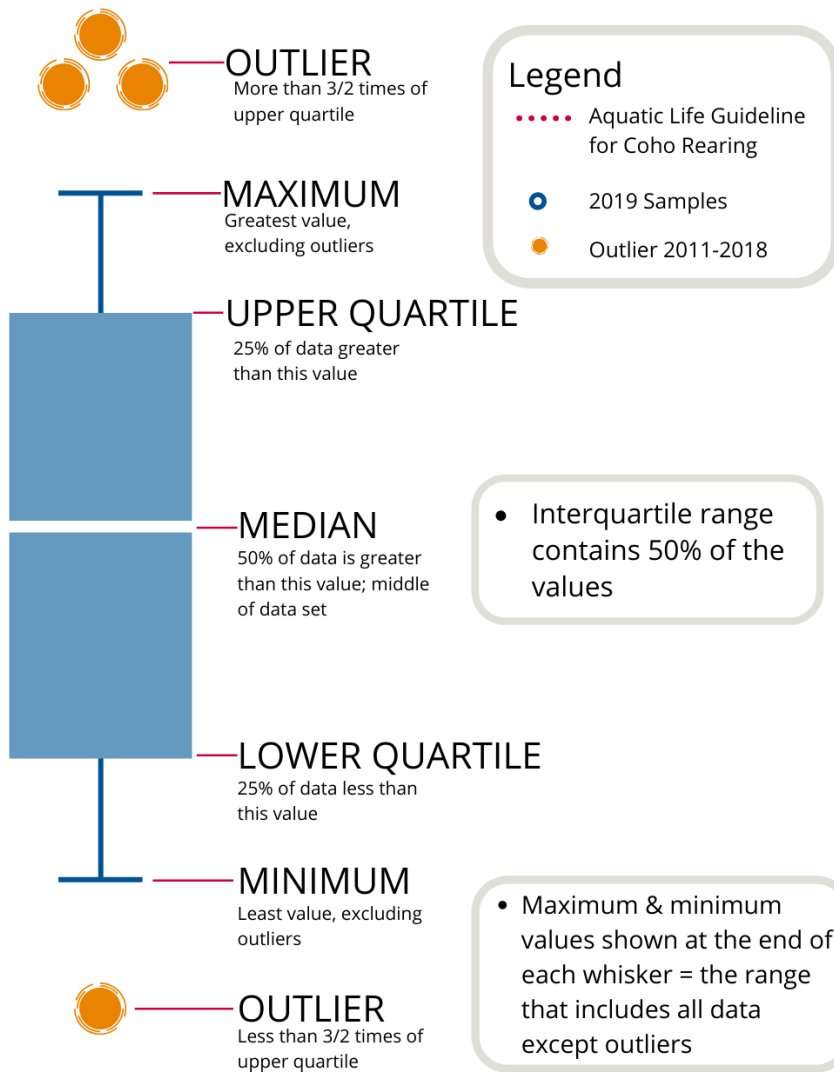 OUTLIER
More than 3/2 times of
upper quartile
Legend
Aquatic Life Guideline
for Coho Rearing
2019 Samples
Outlier 2011-2018
MAXIMUM
Greatest value,
excluding outliers
UPPER QUARTILE
25% of data greater
than this value
MEDIAN
50% of data is greater
than this value; middle
of data set
• Interquartile range
contains 50% of the
values
LOWER QUARTILE
25% of data less than
this value
MINIMUM
Least value, excluding
outliers
• Maximum & minimum
values shown at the end of
each whisker = the range
that includes all data
except outliers
OUTLIER
Less than 3/2 times of
upper quartile